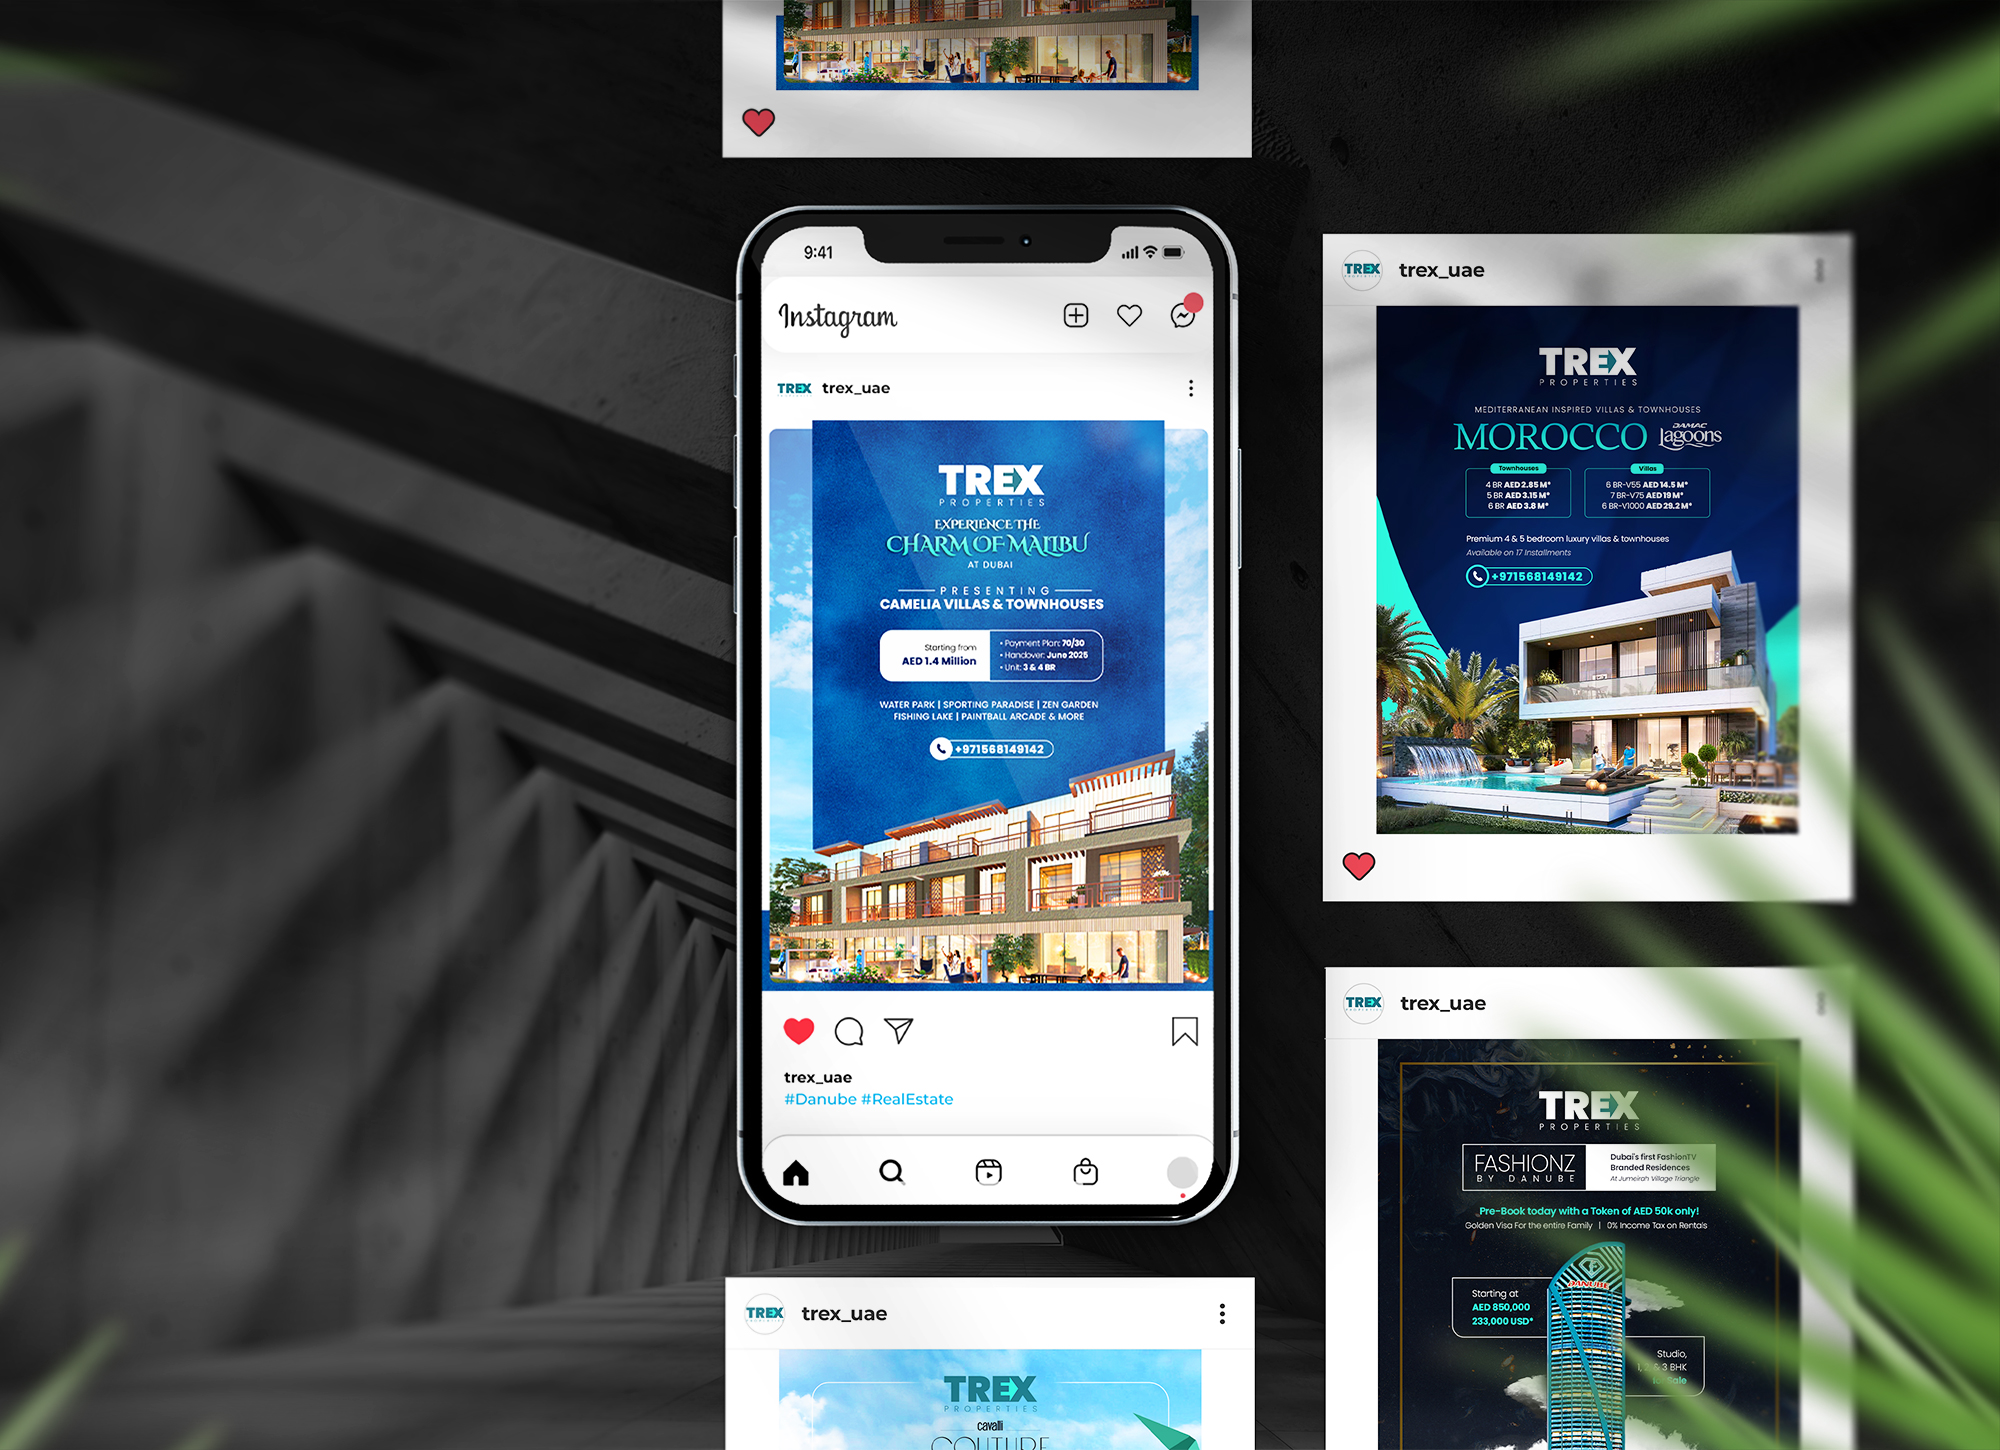 9:41
Instagram
TREX trex_uae
TREX
PROPERTIES
EXPERIENCE THE
CHARM OF MALIBU
AT DUBAI
PRESENTING
CAMELIA VILLAS & TOWNHOUSES
Starting from
AED 1.4 Million
• Payment Plan: 70/30
• Handover: June 2025
• Unit: 3 & 4 BR
WATER PARK | SPORTING PARADISE | ZEN GARDEN
FISHING LAKE | PAINTBALL ARCADE & MORE
+971568149142
trex_uae
#Danube #RealEstate
TREX trex_uae
TREX
PROPERTIES
cavalli
COUTURE
TREX trex_uae
TREX
PROPERTIES
MEDITERRANEAN INSPIRED VILLAS & TOWNHOUSES
MOROCCO DAMAC Lagoons
Townhouses
4 BR AED 2.85 M*
5 BR AED 3.15 M*
6 BR AED 3.8 M*
Villas
6 BR-V55 AED 14.5 M*
7 BR-V75 AED 19 M*
6 BR-V1000 AED 29.2 M*
Premium 4 & 5 bedroom luxury villas & townhouses
Available on 17 Installments
+971568149142
TREX trex_uae
TREX
PROPERTIES
FASHIONZ
BY DANUBE
Dubai's first FashionTV
Branded Residences
At Jumeirah Village Triangle
Pre-Book today with a Token of AED 50k only!
Golden Visa For the entire Family | 0% Income Tax on Rentals
DANUBE
Starting at
AED 850,000
233,000 USD*
Studio,
1, 2 & 3 BHK
for Sale